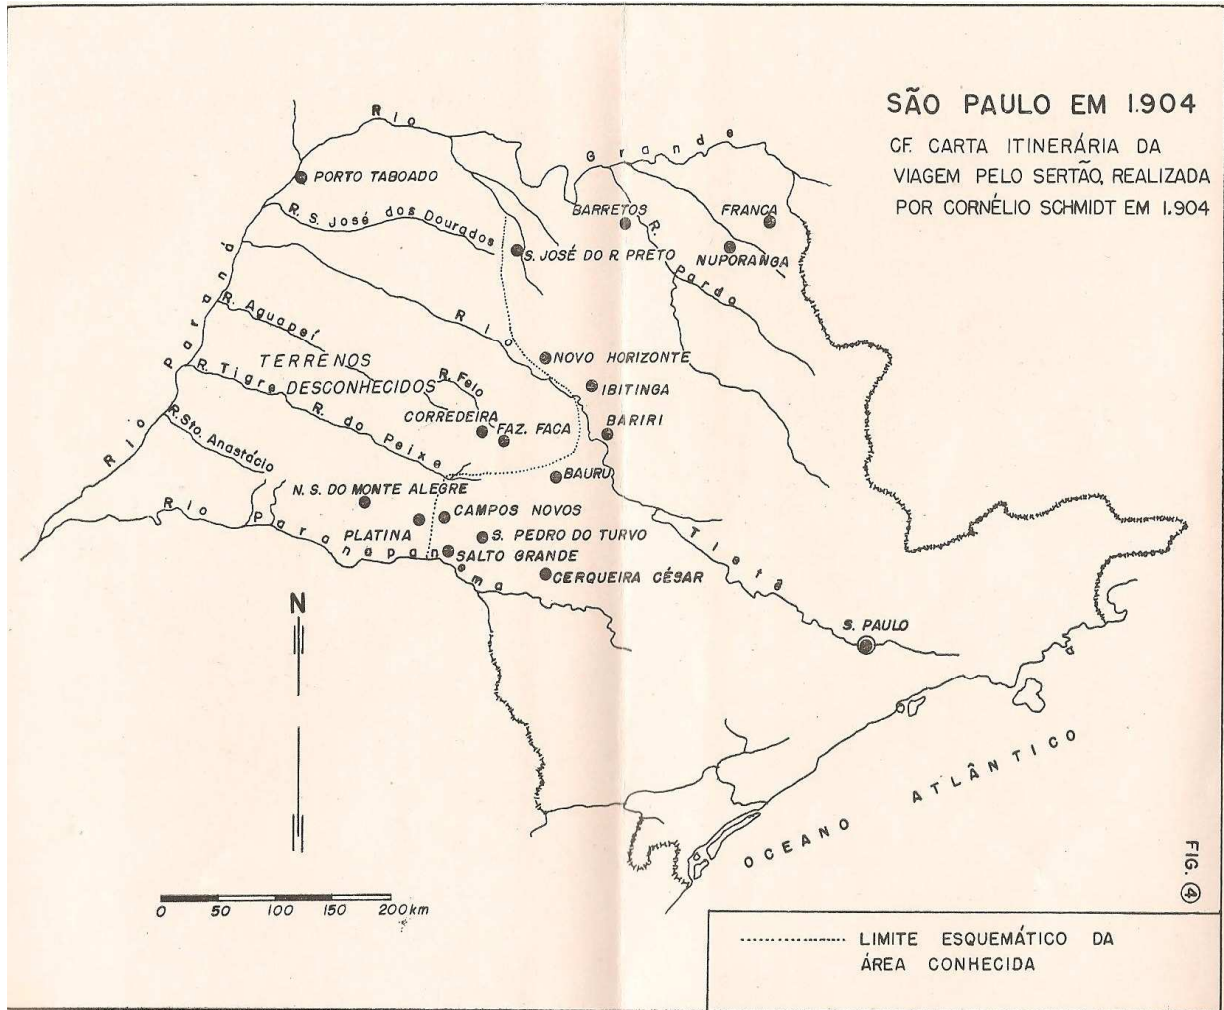 SÃO PAULO EM 1.904
CF. CARTA ITINERÁRIA DA
VIAGEM PELO SERTÃO, REALIZADA
POR CORNÉLIO SCHMIDT EM 1.904
Rio Grande
PORTO TABOADO
R. S. José dos Dourados
BARRETOS
FRANCA
S. JOSÉ DO R. PRETO
NUPORANGA
R. Pardo
Rio Paraná
R. Aguapeí
Rio Tietê
TERRENOS
DESCONHECIDOS
R. Feio
NOVO HORIZONTE
IBITINGA
R. Tigre
R. do Peixe
CORREDEIRA
FAZ. FACA
BARIRI
R. Sto. Anastácio
BAURU
N. S. DO MONTE ALEGRE
CAMPOS NOVOS
PLATINA
S. PEDRO DO TURVO
Rio Paranapanema
SALTO GRANDE
CERQUEIRA CÉSAR
S. PAULO
N
OCEANO ATLÂNTICO
0 50 100 150 200 km
FIG. 4
LIMITE ESQUEMÁTICO DA
ÁREA CONHECIDA